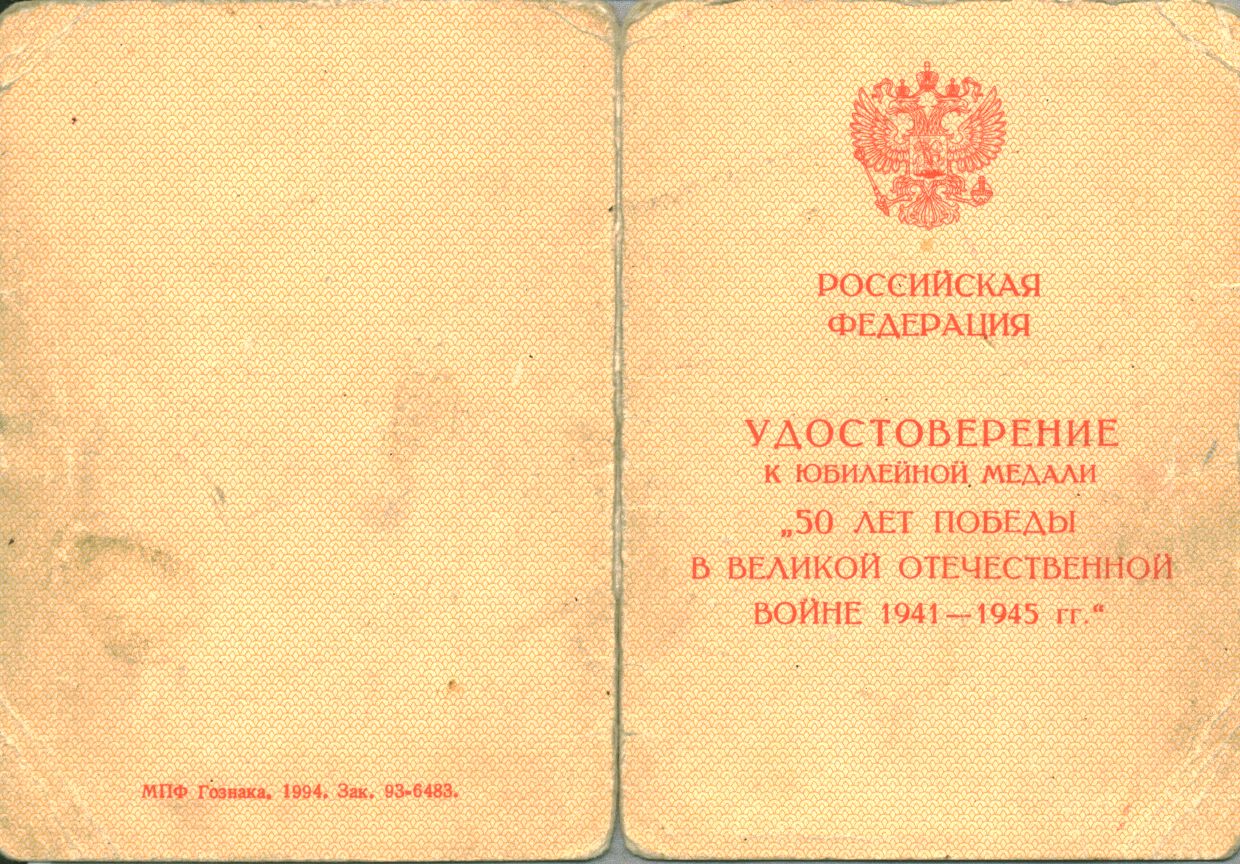 МПФ Гознака. 1994. Зак. 93-6483.
РОССИЙСКАЯ
ФЕДЕРАЦИЯ
УДОСТОВЕРЕНИЕ
К ЮБИЛЕЙНОЙ МЕДАЛИ
„50 ЛЕТ ПОБЕДЫ
В ВЕЛИКОЙ ОТЕЧЕСТВЕННОЙ
ВОЙНЕ 1941—1945 гг.“